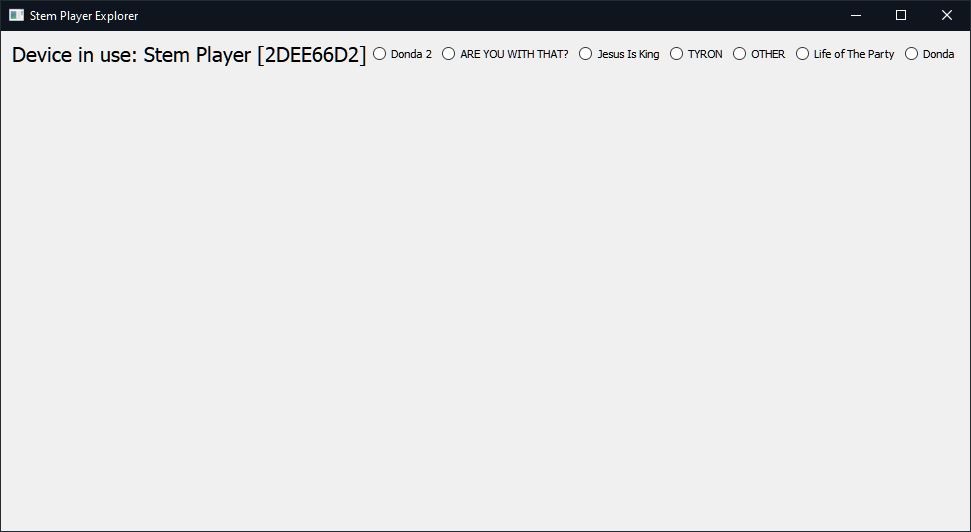 Stem Player Explorer
Device in use: Stem Player [2DEE66D2] Donda 2 ARE YOU WITH THAT? Jesus Is King TYRON OTHER Life of The Party Donda